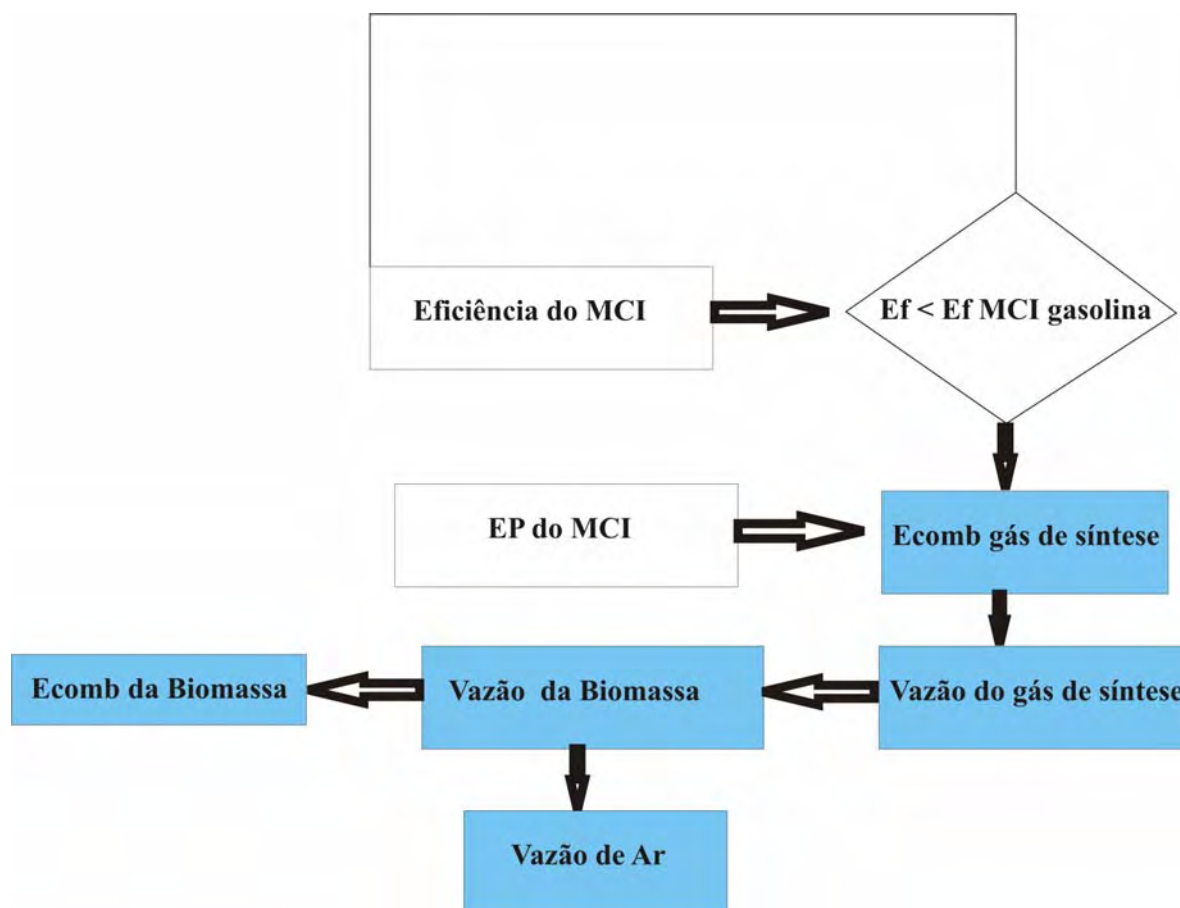 Eficiência do MCI
Ef < Ef MCI gasolina
EP do MCI
Ecomb gás de síntese
Ecomb da Biomassa
Vazão da Biomassa
Vazão do gás de síntese
Vazão de Ar